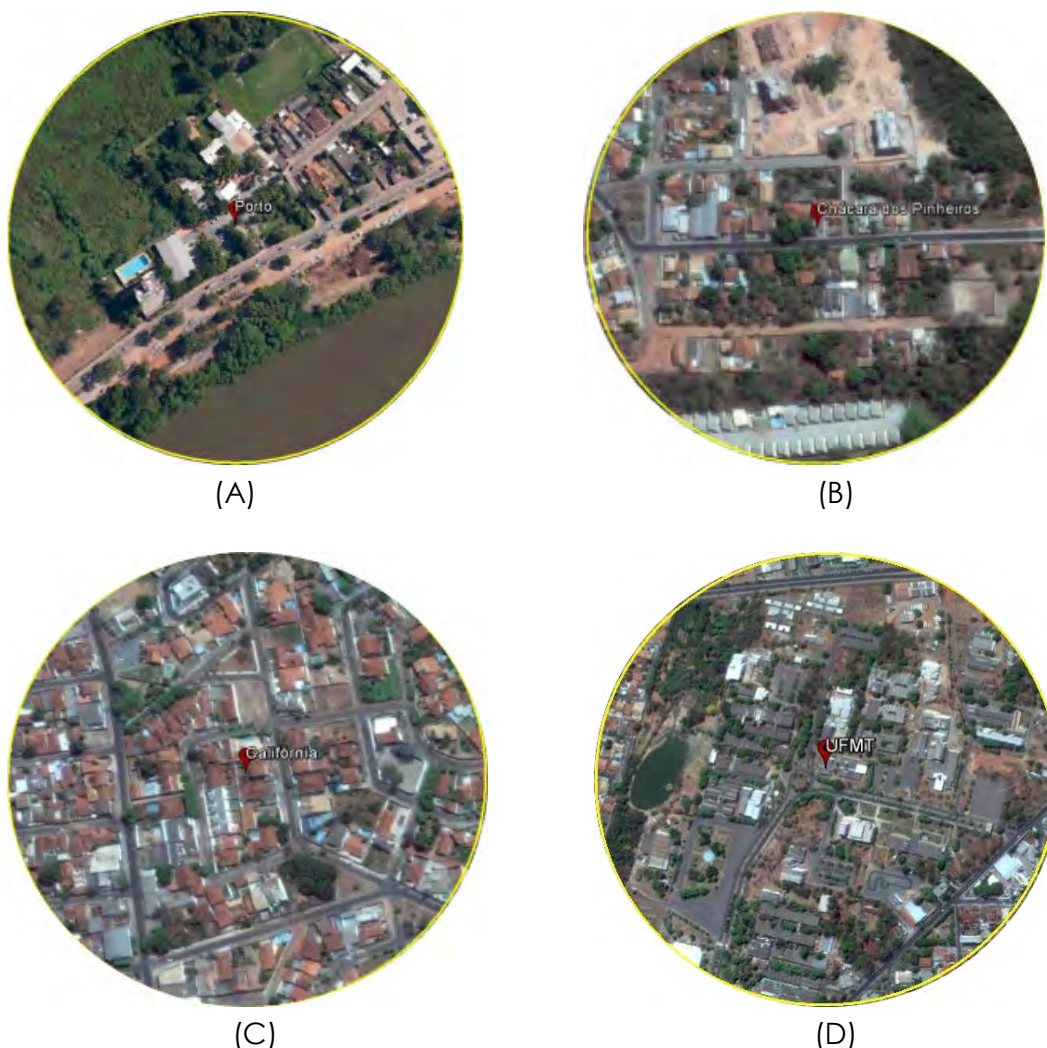 Porto
Chácara dos Pinheiros
(A)
(B)
Califórnia
UFMT
(C)
(D)